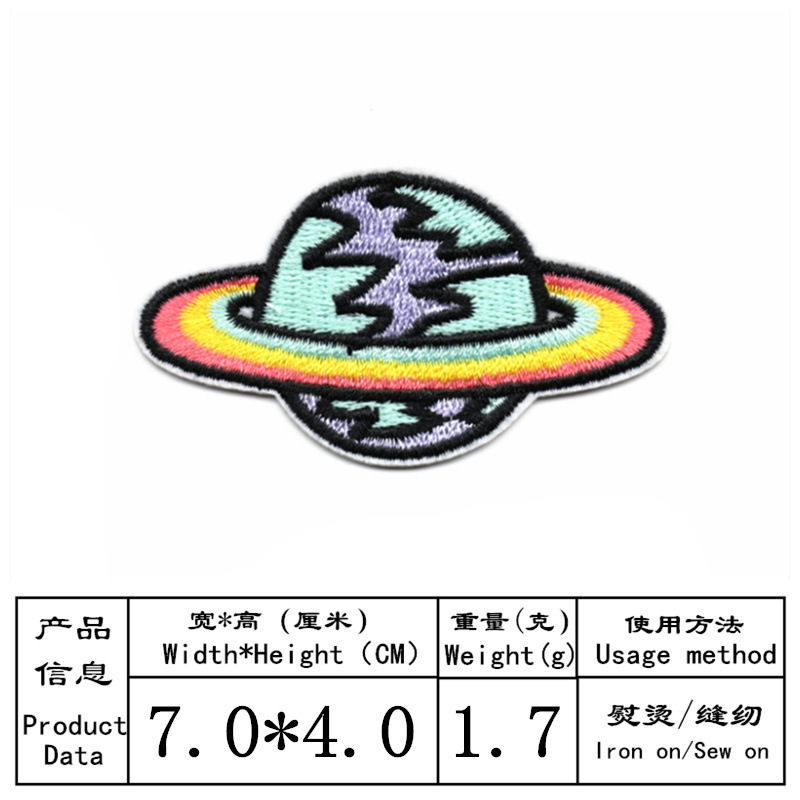 产品
信息
Product
Data
宽*高(厘米)
Width*Height(CM)
重量(克)
Weight(g)
使用方法
Usage method
7.0*4.0
1.7
熨烫/缝纫
Iron on/Sew on